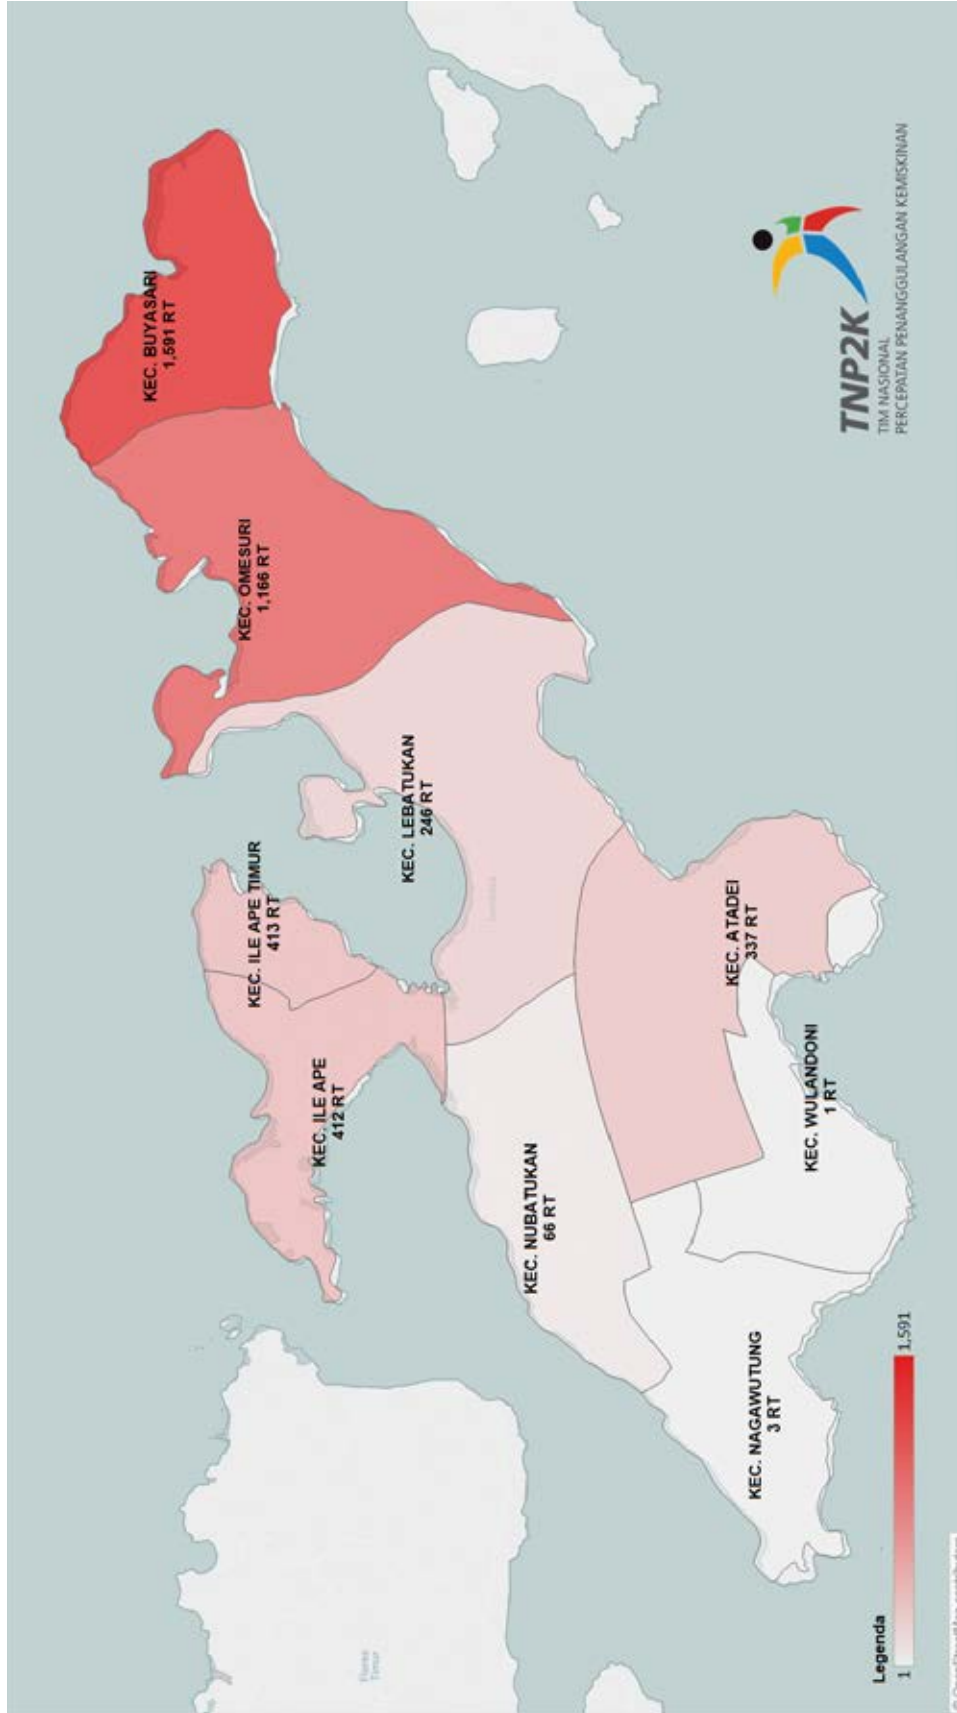 KEC. BUYASARI
1,591 RT
KEC. OMESURI
1,166 RT
KEC. ILE APE TIMUR
413 RT
KEC. LEBATUKAN
246 RT
KEC. ILE APE
412 RT
KEC. ATADEI
337 RT
KEC. NUBATUKAN
66 RT
KEC. WULANDONI
1 RT
KEC. NAGAWUTUNG
3 RT
Flores
Timur
Legenda
1
1,591
TNP2K
TIM NASIONAL
PERCEPATAN PENANGGULANGAN KEMISKINAN